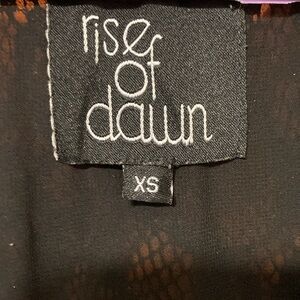 rise
of
dawn
XS